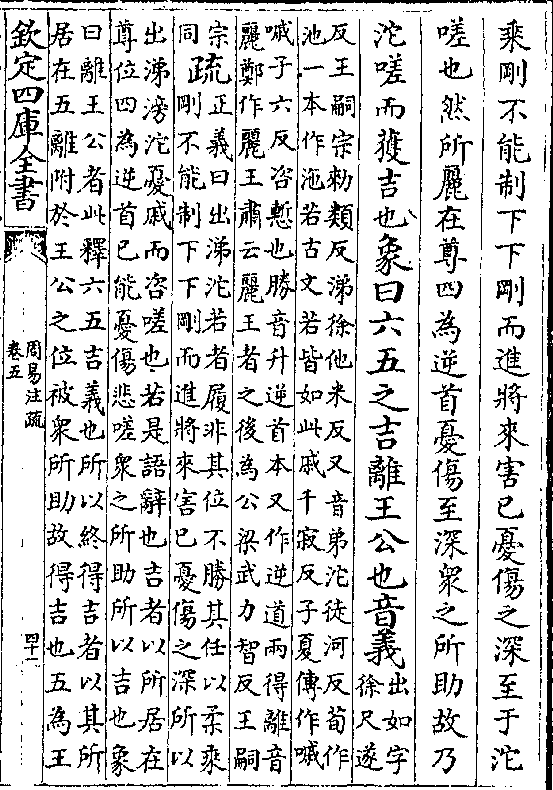 乘剛不能制下下剛而進將來害已憂傷之深至于沱
嗟也然所麗在尊四為逆首憂傷至深衆之所助故乃
沱嗟而獲吉也象曰六五之吉離王公也音義出如字
徐尺遂
反王嗣宗勑類反涕徐他米反又音弟沱徒河反荀作
池一本作沲若古文若皆如此戚千寂反子夏傳作嘁
嘁子六反咨慙也勝音升逆首本又作逆道兩得離音
麗鄭作麗王肅云麗王者之後為公梁武力智反王嗣
宗同疏正義曰出涕沱若者履非其位不勝其任以柔乘
剛不能制下下剛而進將來害已憂傷之深所以
出涕滂沱憂戚而咨嗟也若是語辭也吉者以所居在
尊位四為逆首已能憂傷悲嗟衆之所助所以吉也象
曰離王公者此釋六五吉義也所以終得吉者以其所
居在五離附於王公之位被衆所助故得吉也五為王
欽定四庫全書
周易注疏
卷五
四十一